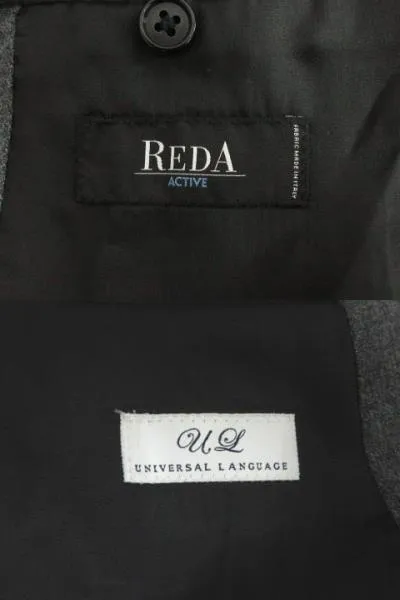 REDA
ACTIVE
FABRIC MADE IN ITALY
UL
UNIVERSAL LANGUAGE